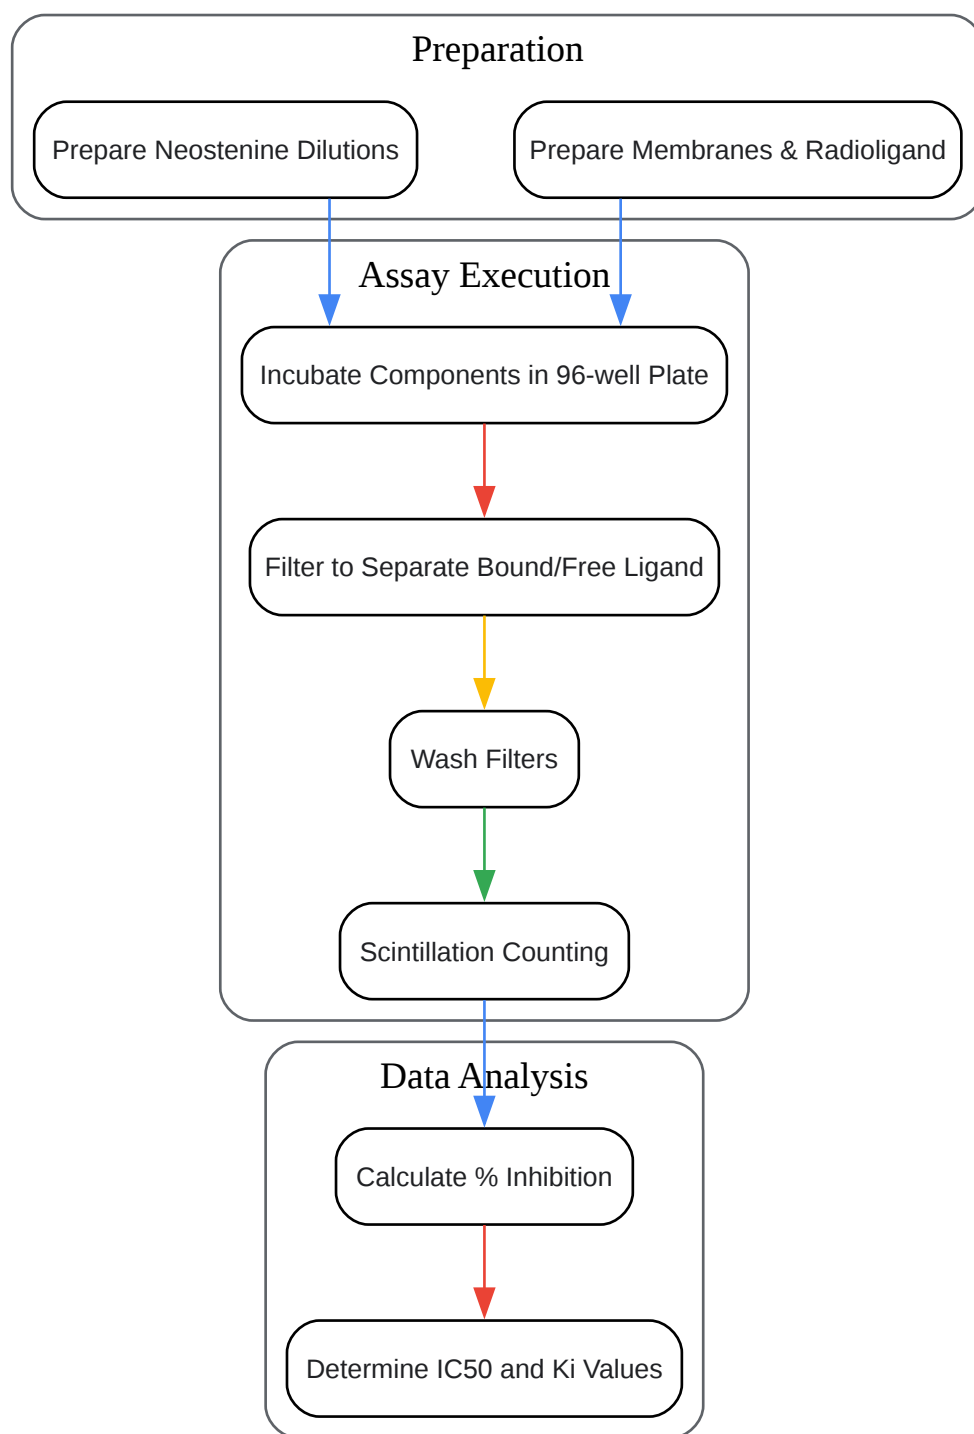 Preparation
Prepare Neostenine Dilutions
Prepare Membranes & Radioligand
Assay Execution
Incubate Components in 96-well Plate
Filter to Separate Bound/Free Ligand
Wash Filters
Scintillation Counting
Data Analysis
Calculate % Inhibition
Determine IC50 and Ki Values